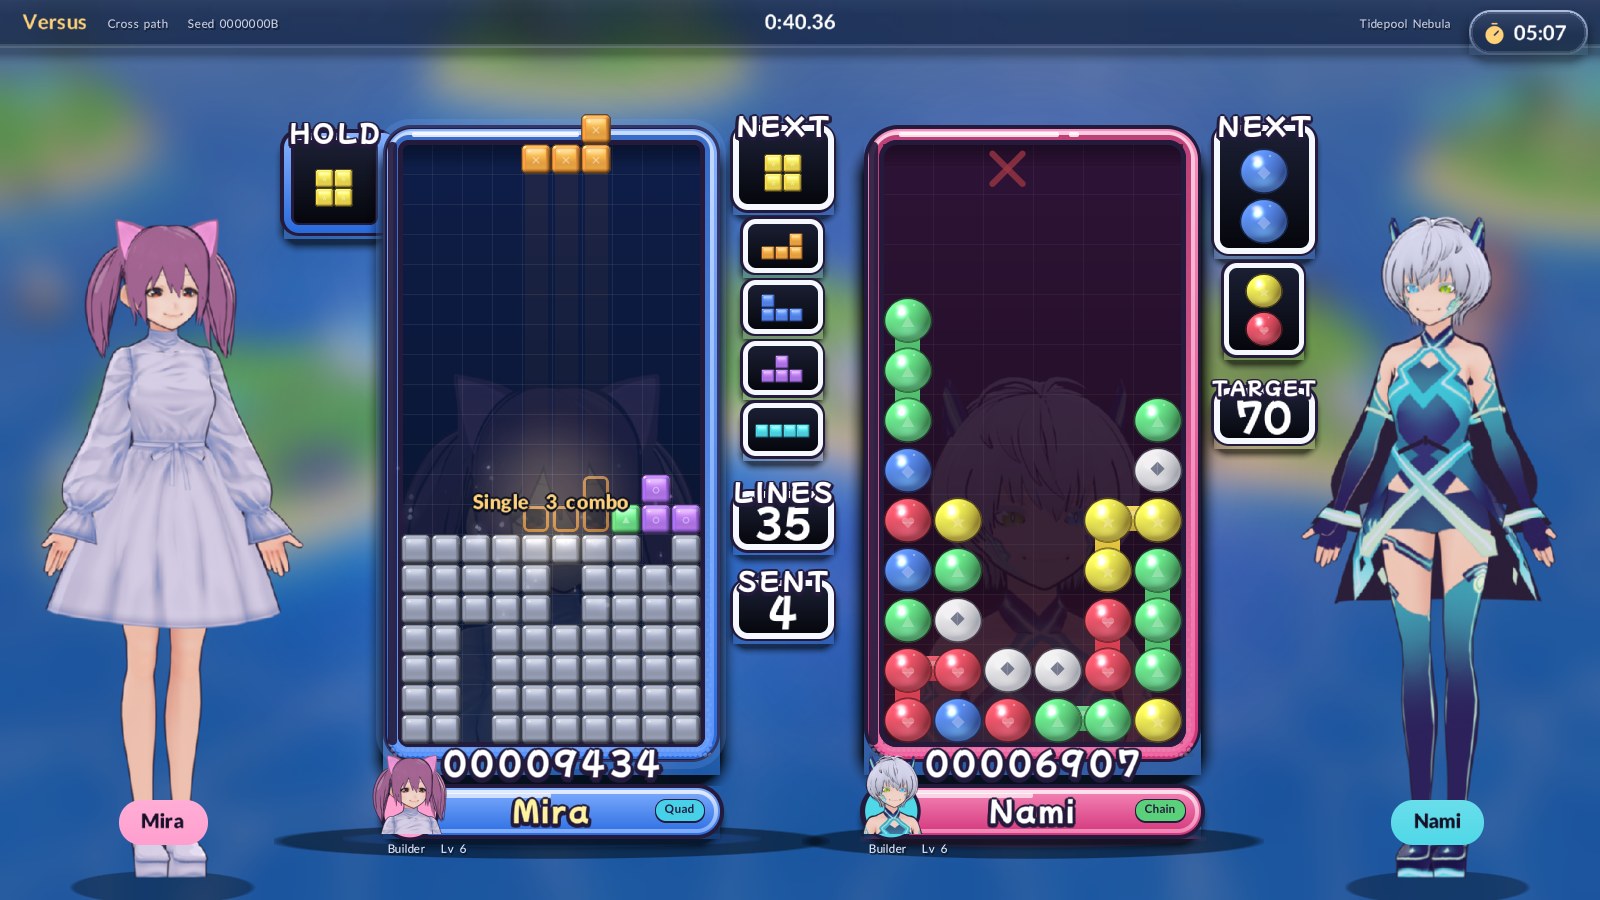 Versus Cross path Seed 0000000B
0:40.36
Tidepool Nebula
05:07
HOLD
NEXT
NEXT
TARGET
70
Single 3 combo
LINES
35
SENT
4
00009434
00006907
Mira
Quad
Nami
Chain
Builder Lv 6
Builder Lv 6
Mira
Nami